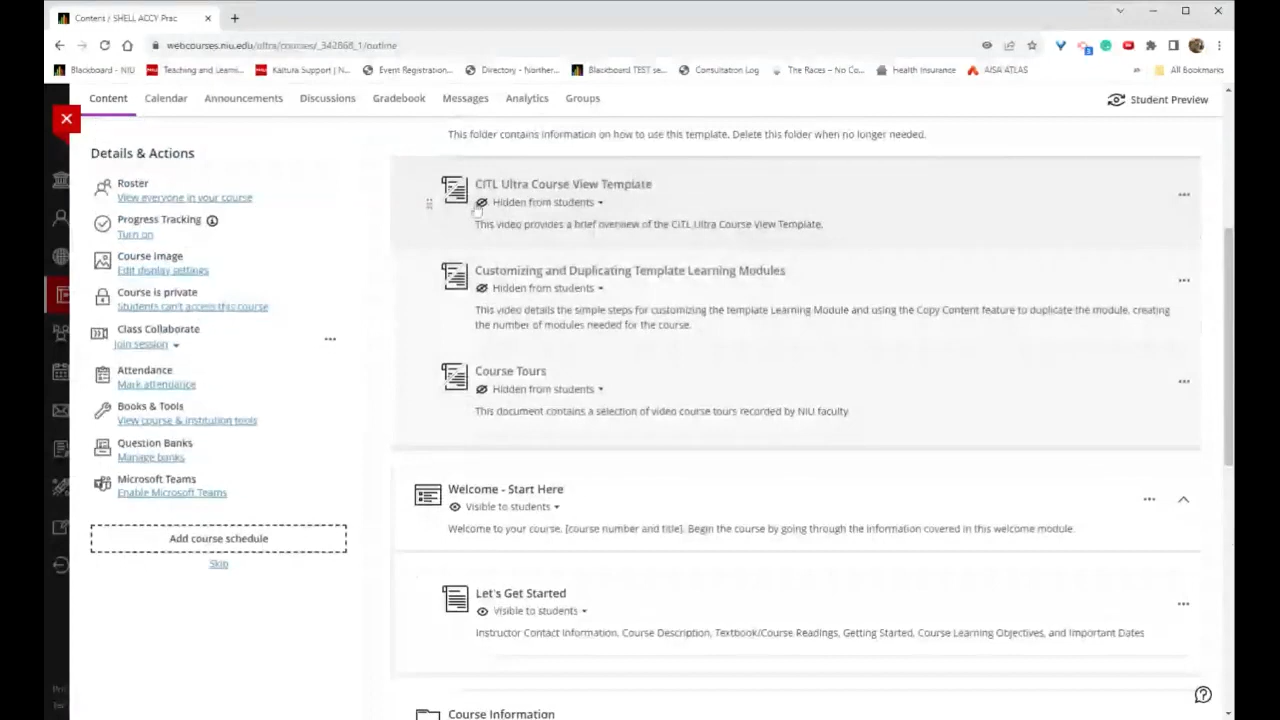 Content / SHELL ACCY Prac
webcourses.niu.edu/ultra/courses/_342868_1/outline
Blackboard - NIU
Teaching and Learni...
Kaltura Support | N...
Event Registration...
Directory - Norther...
Blackboard TEST se...
Consultation Log
The Races – No Co...
Health Insurance
AISA ATLAS
All Bookmarks
Content
Calendar
Announcements
Discussions
Gradebook
Messages
Analytics
Groups
Student Preview
This folder contains information on how to use this template. Delete this folder when no longer needed.
Details & Actions
Roster
View everyone in your course
Progress Tracking
Turn on
Course image
Edit display settings
Course is private
Students can't access this course
Class Collaborate
Join session
Attendance
Mark attendance
Books & Tools
View course & institution tools
Question Banks
Manage banks
Microsoft Teams
Enable Microsoft Teams
Add course schedule
Skip
CITL Ultra Course View Template
Hidden from students
This video provides a brief overview of the CITL Ultra Course View Template.
Customizing and Duplicating Template Learning Modules
Hidden from students
This video details the simple steps for customizing the template Learning Module and using the Copy Content feature to duplicate the module, creating
the number of modules needed for the course.
Course Tours
Hidden from students
This document contains a selection of video course tours recorded by NIU faculty
Welcome - Start Here
Visible to students
Welcome to your course, [course number and title]. Begin the course by going through the information covered in this welcome module.
Let's Get Started
Visible to students
Instructor Contact Information, Course Description, Textbook/Course Readings, Getting Started, Course Learning Objectives, and Important Dates
Course Information